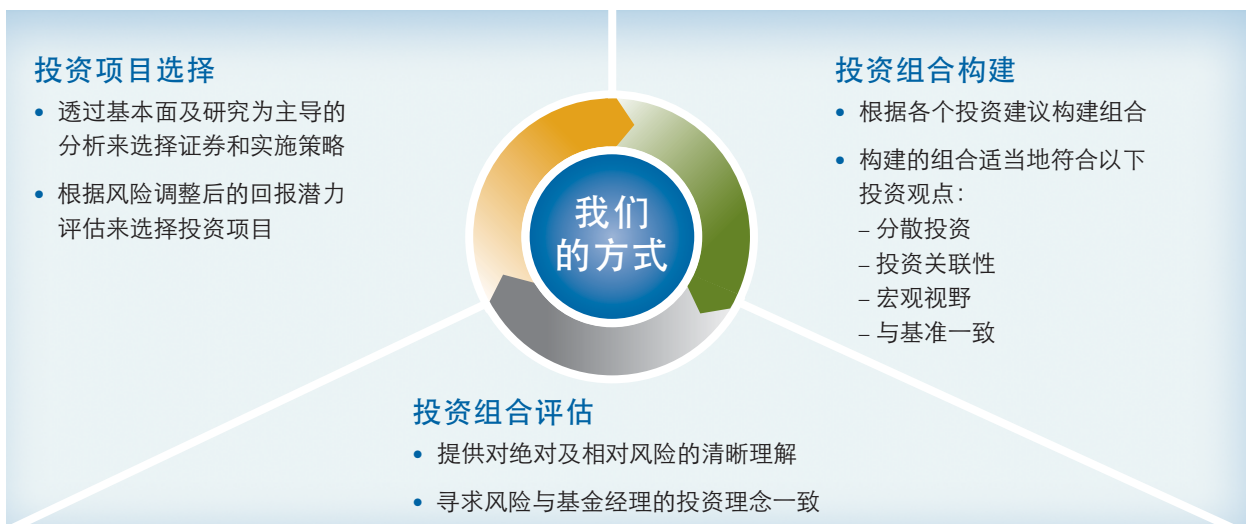 投资项目选择
• 透过基本面及研究为主导的
分析来选择证券和实施策略
• 根据风险调整后的回报潜力
评估来选择投资项目
我们
的方式
投资组合构建
• 根据各个投资建议构建组合
• 构建的组合适当地符合以下
投资观点：
– 分散投资
– 投资关联性
– 宏观视野
– 与基准一致
投资组合评估
• 提供对绝对及相对风险的清晰理解
• 寻求风险与基金经理的投资理念一致